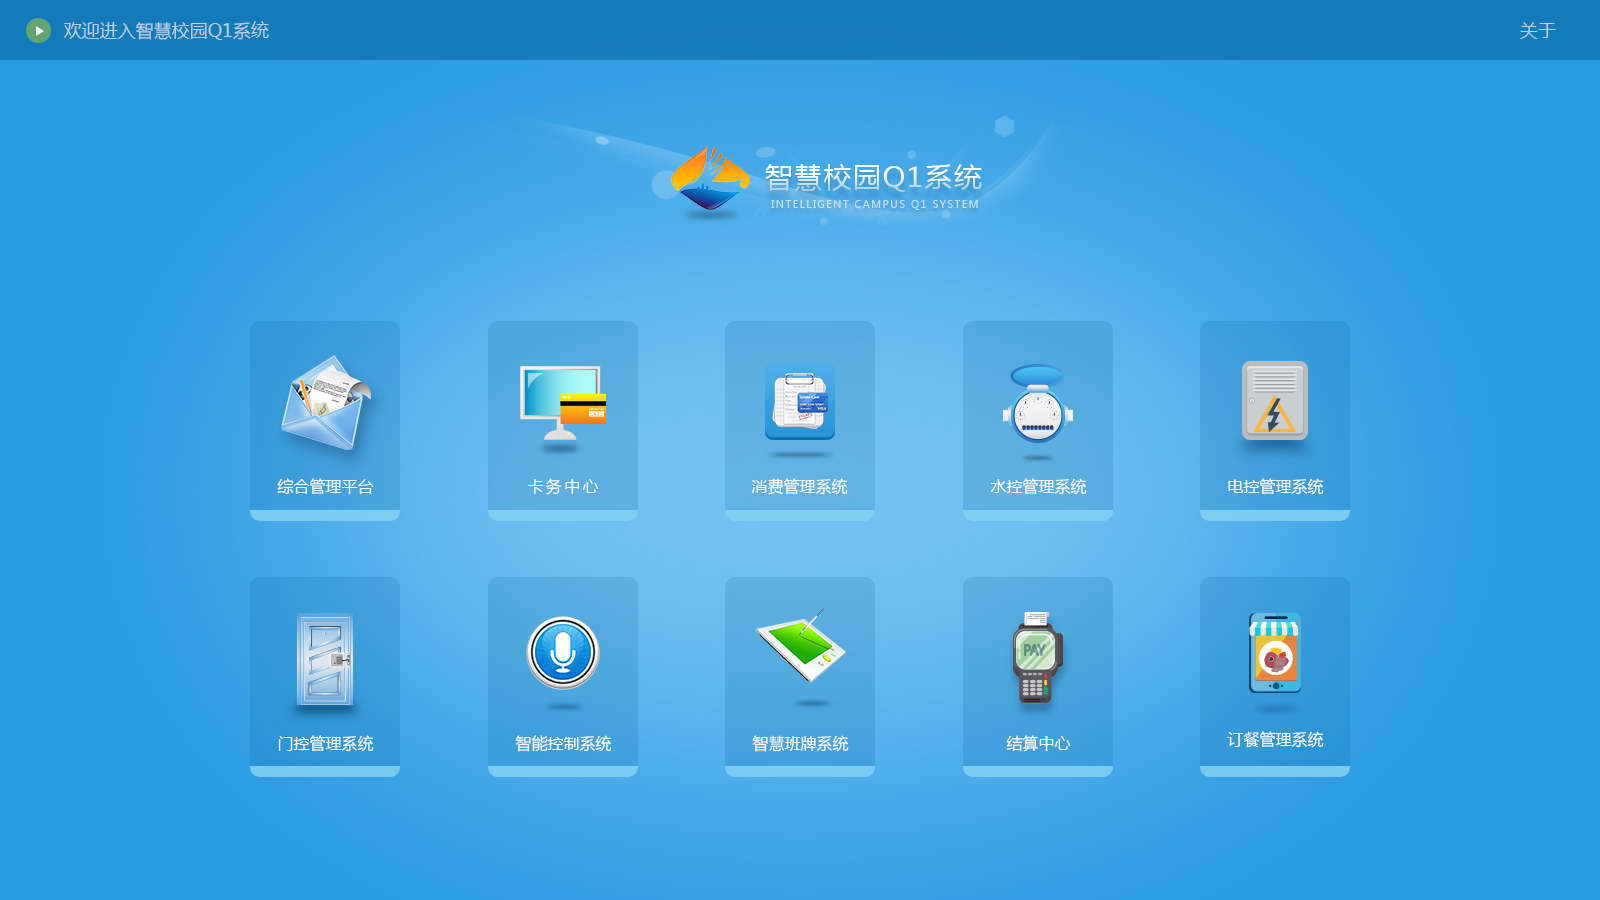 欢迎进入智慧校园Q1系统
关于
智慧校园Q1系统
INTELLIGENT CAMPUS Q1 SYSTEM
综合管理平台
卡务中心
消费管理系统
水控管理系统
电控管理系统
PAY
门控管理系统
智能控制系统
智慧班牌系统
结算中心
订餐管理系统